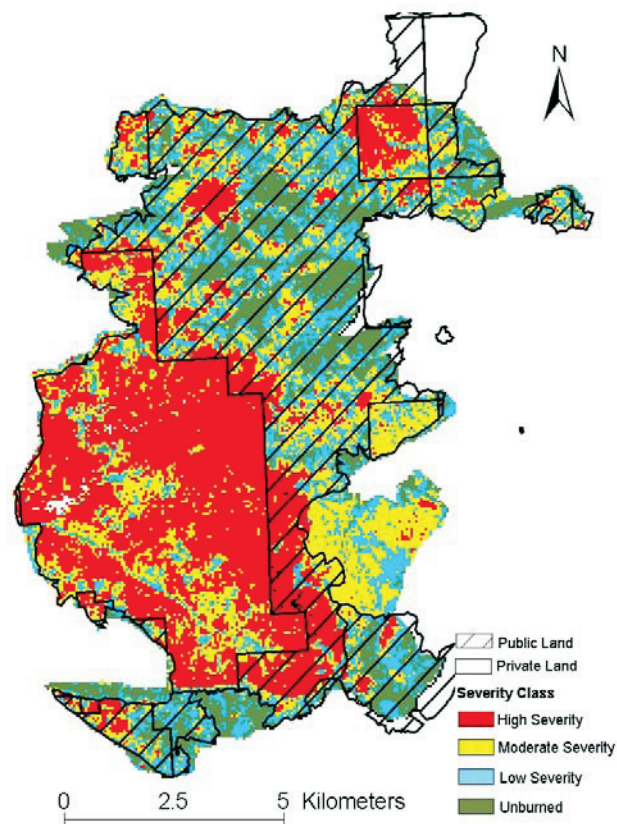 N
Public Land
Private Land
Severity Class
High Severity
Moderate Severity
Low Severity
Unburned
0 2.5 5 Kilometers